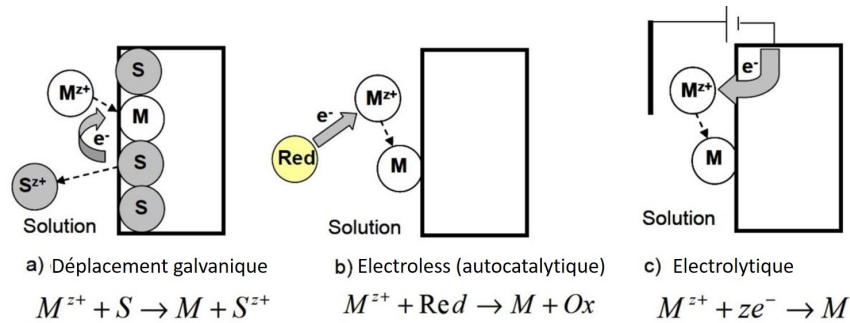 S
M^{z+}
M
e-
S
S^{z+}
S
Solution
a) Déplacement galvanique
M^{z+} + S → M + S^{z+}
M^{z+}
e-
Red
M
Solution
b) Electroless (autocatalytique)
M^{z+} + Red → M + Ox
e-
M^{z+}
M
Solution
c) Electrolytique
M^{z+} + ze^{-} → M